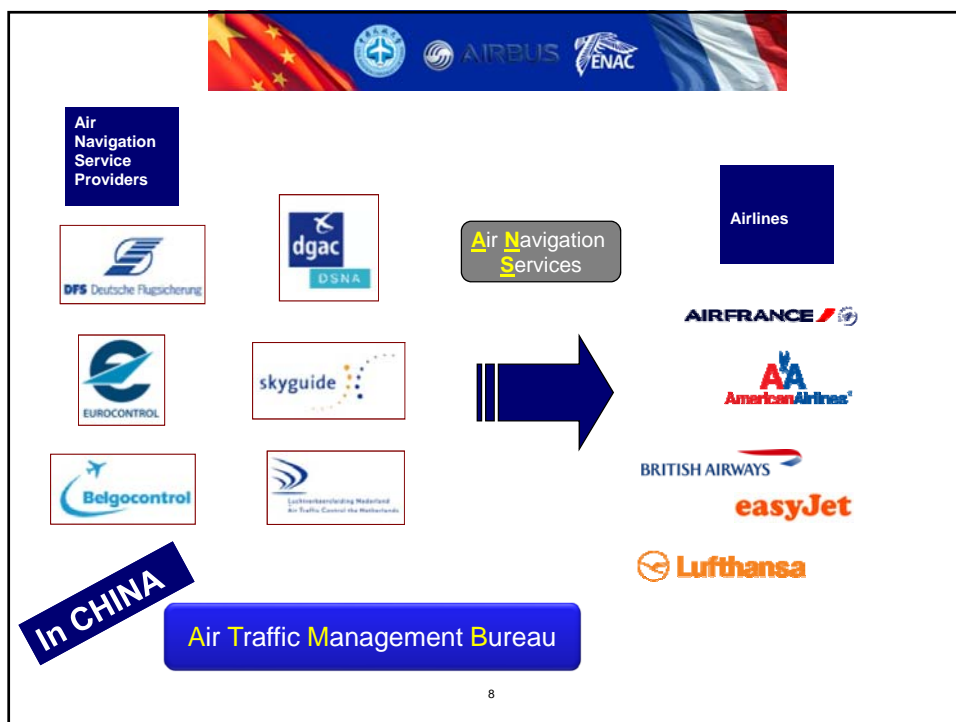 AIRBUS
ENAC
Air
Navigation
Service
Providers
Airlines
DFS Deutsche Flugsicherung
dgac
DSNA
Air Navigation
Services
AIRFRANCE
EUROCONTROL
skyguide
AA
AmericanAirlines®
Belgocontrol
Luchtverkeersleiding Nederland
Air Traffic Control the Netherlands
BRITISH AIRWAYS
easyJet
Lufthansa
In CHINA
Air Traffic Management Bureau
8